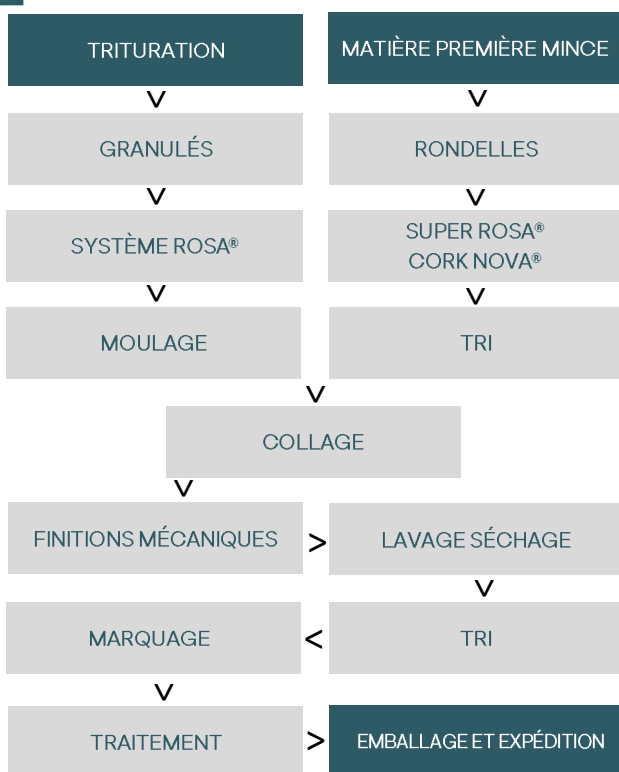 TRITURATION
MATIÈRE PREMIÈRE MINCE
GRANULÉS
RONDELLES
SYSTÈME ROSA®
SUPER ROSA®
CORK NOVA®
MOULAGE
TRI
COLLAGE
FINITIONS MÉCANIQUES
LAVAGE SÉCHAGE
MARQUAGE
TRI
TRAITEMENT
EMBALLAGE ET EXPÉDITION